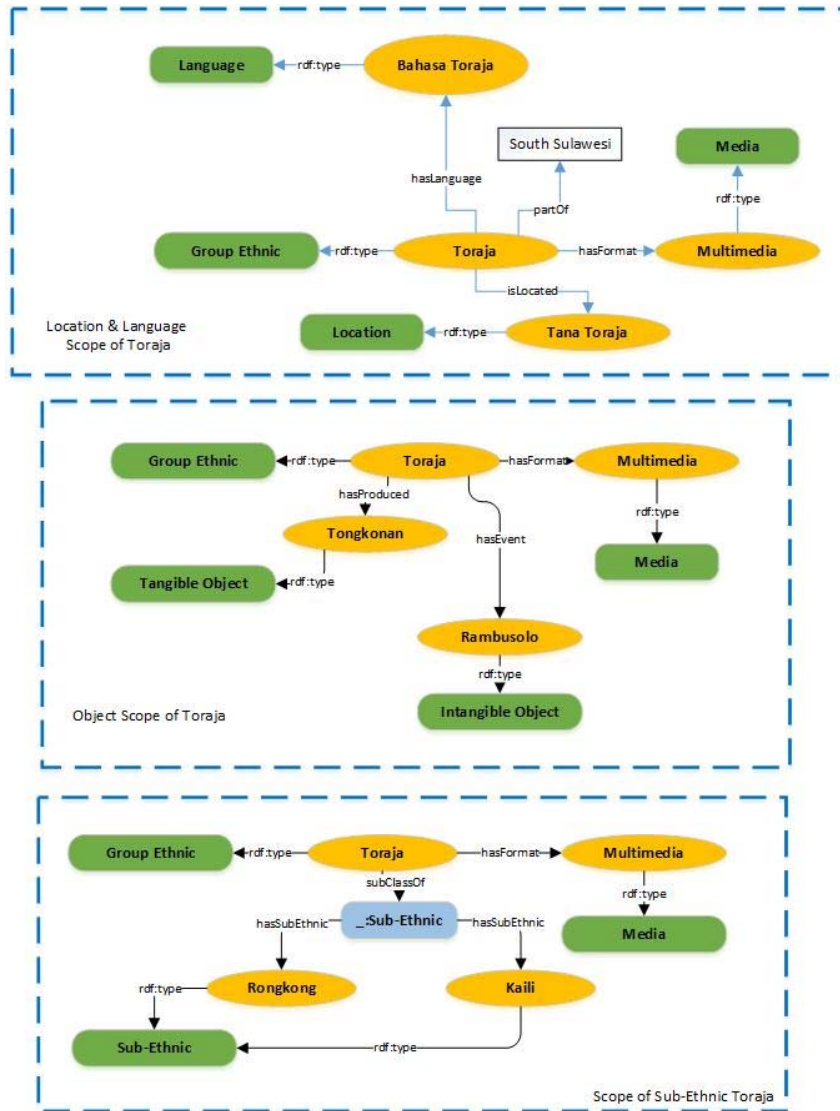 Language
rdf:type
Bahasa Toraja
South Sulawesi
Media
hasLanguage
partOf
rdf:type
Group Ethnic
rdf:type
Toraja
hasFormat
Multimedia
isLocated
Location & Language
Scope of Toraja
Location
rdf:type
Tana Toraja
Group Ethnic
rdf:type
Toraja
hasFormat
Multimedia
hasProduced
rdf:type
Tongkonan
hasEvent
Media
Tangible Object
rdf:type
Rambusolo
rdf:type
Object Scope of Toraja
Intangible Object
Group Ethnic
rdf:type
Toraja
hasFormat
Multimedia
subClassOf
rdf:type
hasSubEthnic
_:Sub-Ethnic
hasSubEthnic
Media
rdf:type
Rongkong
Kaili
Sub-Ethnic
rdf:type
Scope of Sub-Ethnic Toraja